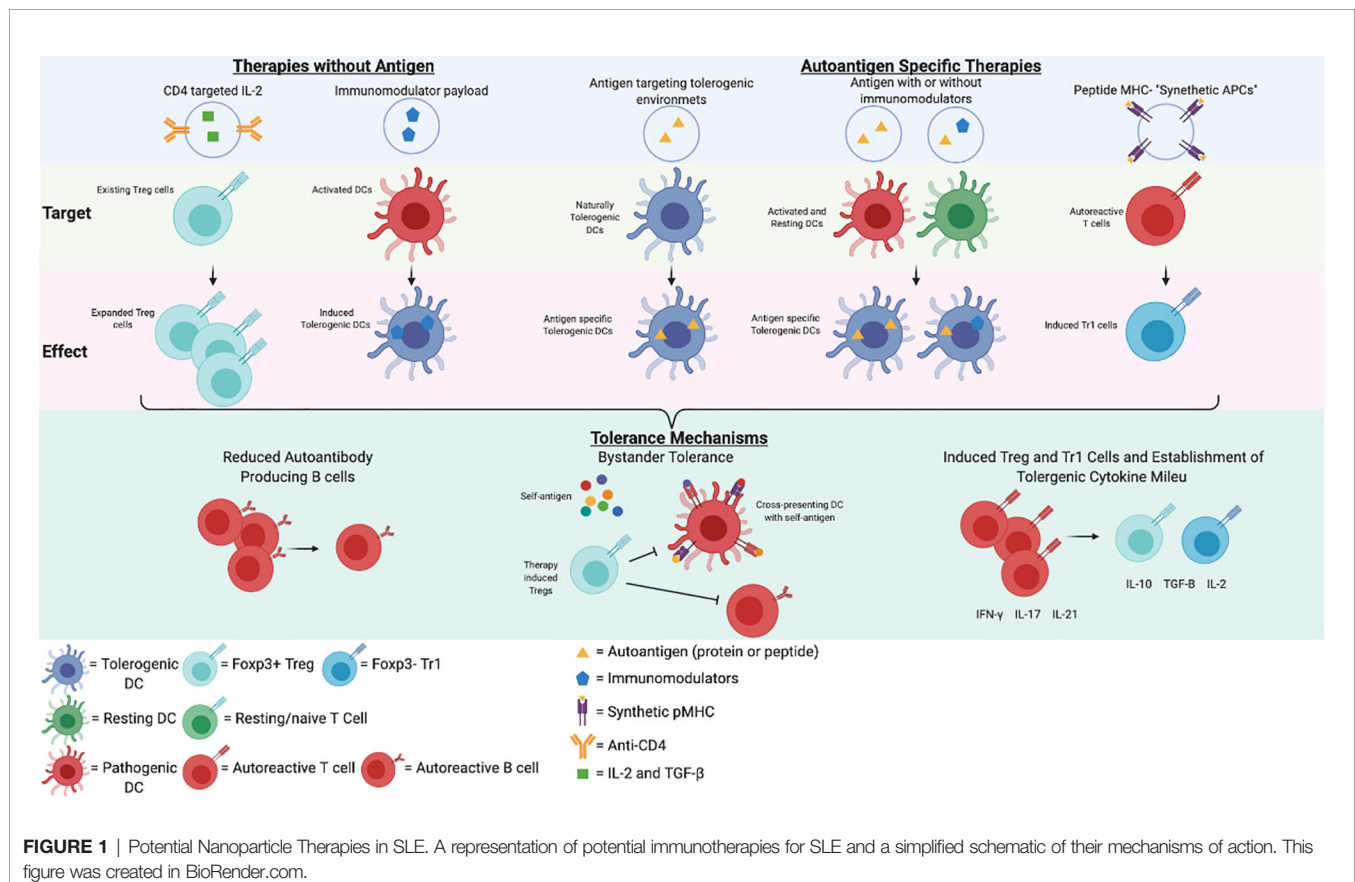 Therapies without Antigen
Autoantigen Specific Therapies
CD4 targeted IL-2
Immunomodulator payload
Antigen targeting tolerogenic
environmets
Antigen with or without
immunomodulators
Peptide MHC- "Synethetic APCs"
Target
Existing Treg cells
Activated DCs
Naturally
Tolerogenic
DCs
Activated and
Resting DCs
Autoreactive
T cells
Effect
Expanded Treg
cells
Induced
Tolerogenic DCs
Antigen specific
Tolerogenic DCs
Antigen specific
Tolerogenic DCs
Induced Tr1 cells
Tolerance Mechanisms
Reduced Autoantibody
Producing B cells
Bystander Tolerance
Self-antigen
Cross-presenting DC
with self-antigen
Therapy
induced
Tregs
Induced Treg and Tr1 Cells and Establishment of
Tolergenic Cytokine Mileu
IFN-γ IL-17 IL-21
IL-10 TGF-B IL-2
= Tolerogenic
DC
= Foxp3+ Treg
= Foxp3- Tr1
= Resting DC
= Resting/naive T Cell
= Pathogenic
DC
= Autoreactive T cell
= Autoreactive B cell
= Autoantigen (protein or peptide)
= Immunomodulators
= Synthetic pMHC
= Anti-CD4
= IL-2 and TGF-β
FIGURE 1 | Potential Nanoparticle Therapies in SLE. A representation of potential immunotherapies for SLE and a simplified schematic of their mechanisms of action. This
figure was created in BioRender.com.